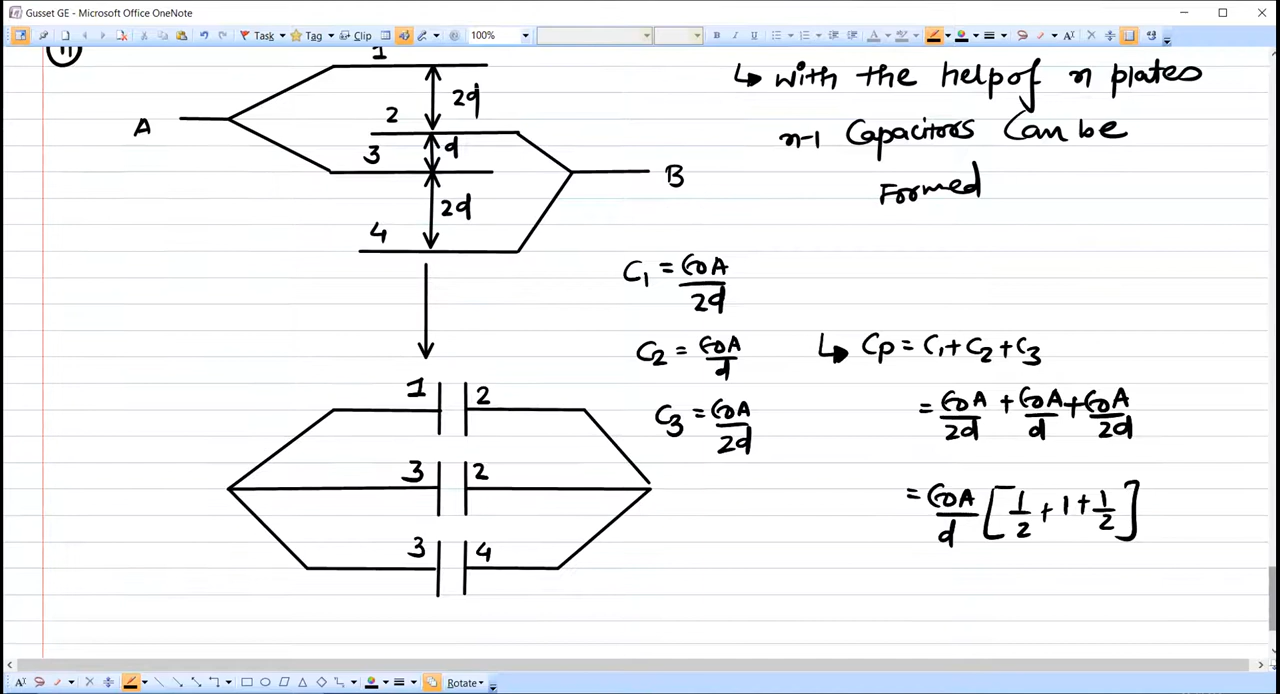 Gusset GE - Microsoft Office OneNote
Task Tag Clip 100% B I U
11
1
A
2d
2
3
d
B
2d
4
↳ with the help of n plates
n-1 Capacitors Can be
Formed
C₁ = ε₀A/2d
C₂ = ε₀A/d
C₃ = ε₀A/2d
↳ Cp = C₁+C₂+C₃
= ε₀A/2d + ε₀A/d + ε₀A/2d
= ε₀A/d [1/2 + 1 + 1/2]
1 2
3 2
3 4
Rotate